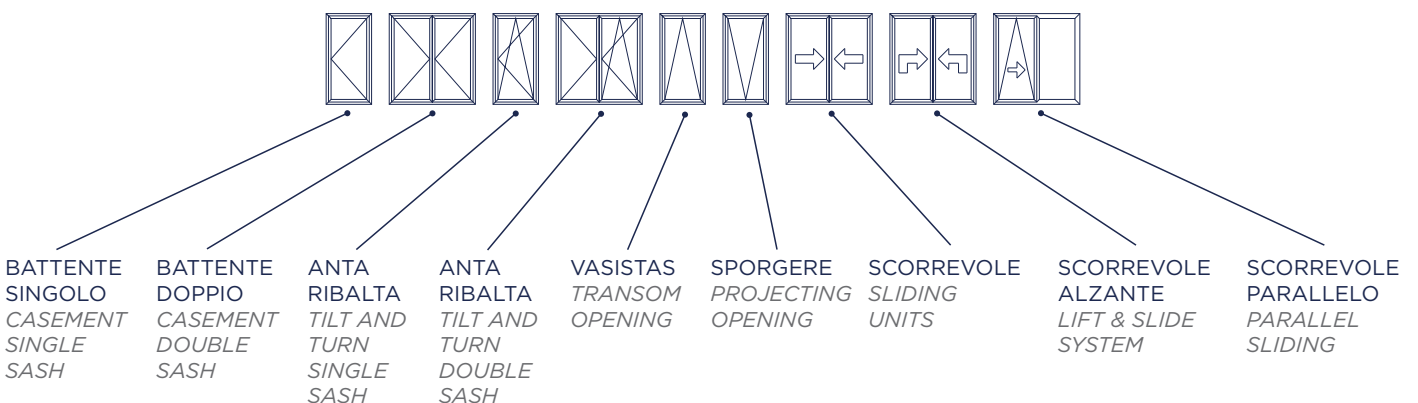 BATTENTE
SINGOLO
CASEMENT
SINGLE
SASH
BATTENTE
DOPPIO
CASEMENT
DOUBLE
SASH
ANTA
RIBALTA
TILT AND
TURN
SINGLE
SASH
ANTA
RIBALTA
TILT AND
TURN
DOUBLE
SASH
VASISTAS
TRANSOM
OPENING
SPORGERE
PROJECTING
OPENING
SCORREVOLE
SLIDING
UNITS
SCORREVOLE
ALZANTE
LIFT & SLIDE
SYSTEM
SCORREVOLE
PARALLELO
PARALLEL
SLIDING